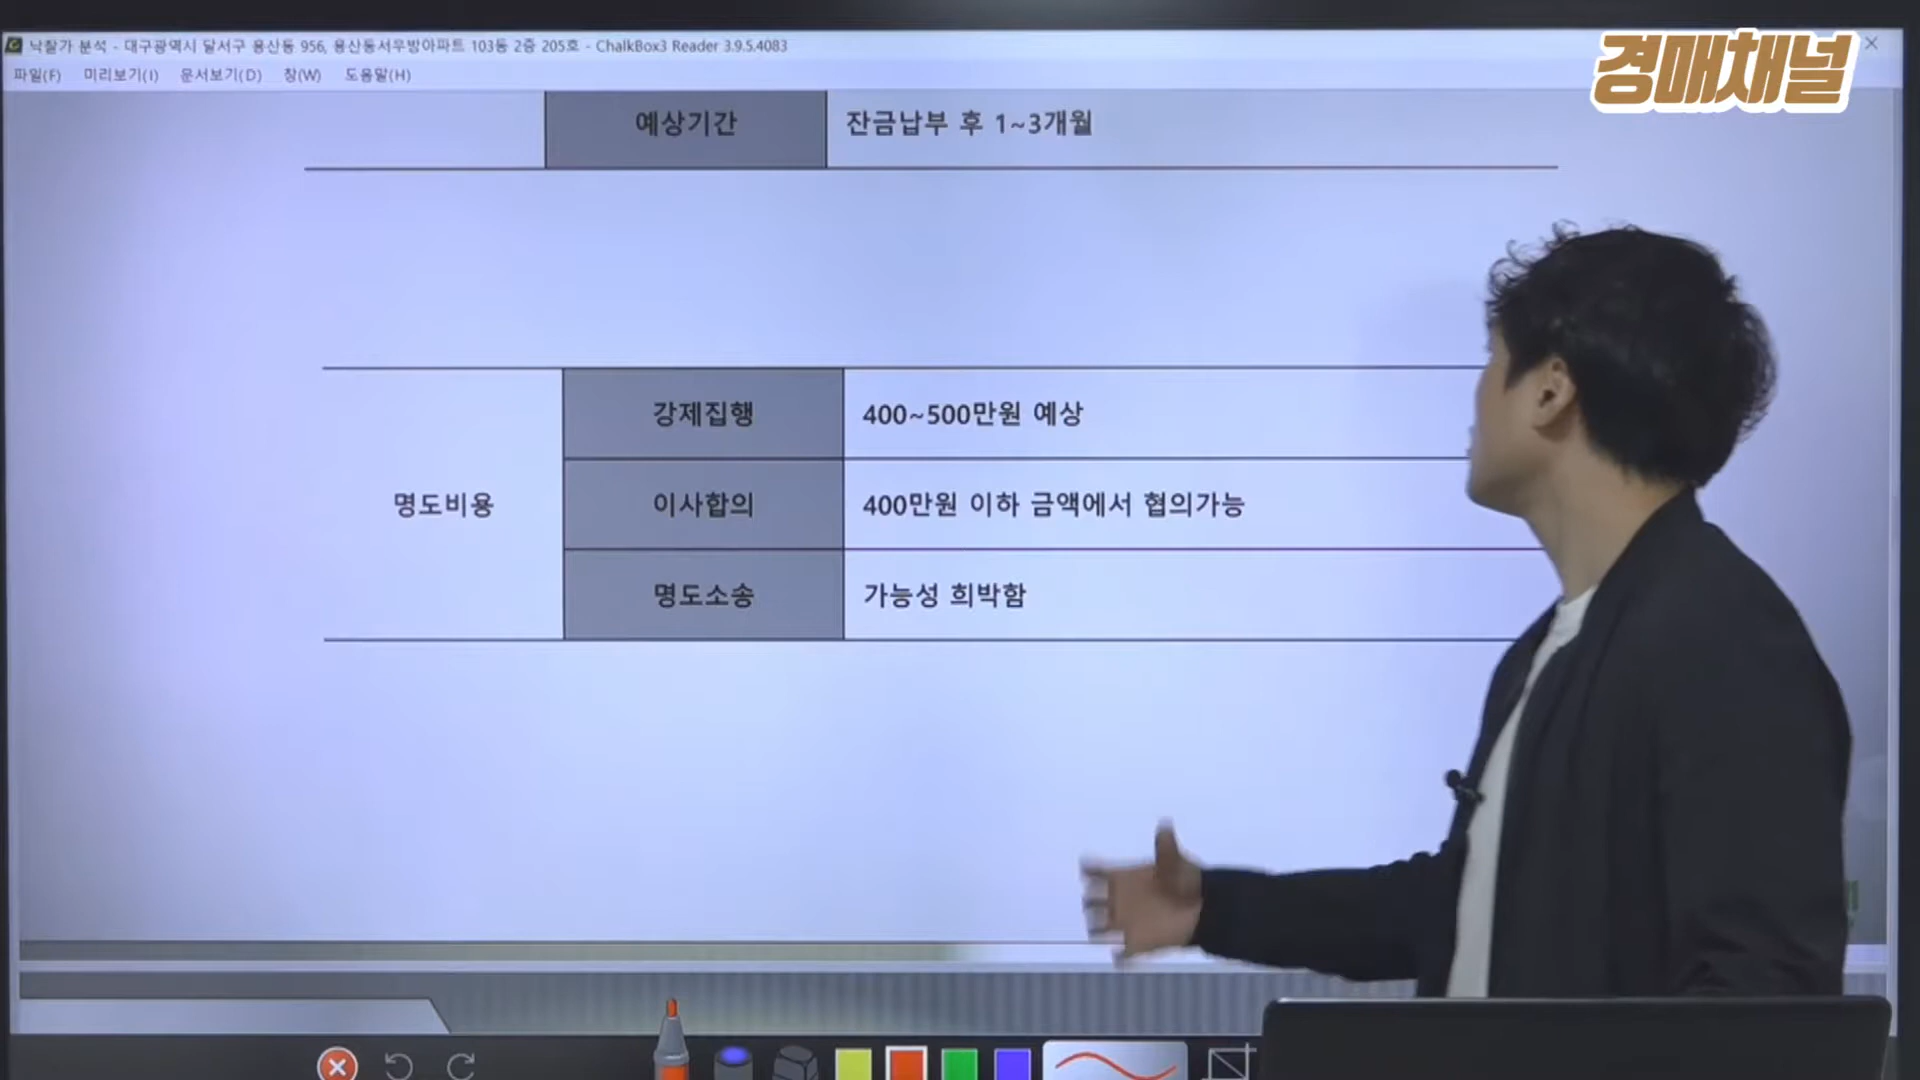 낙찰가 분석 - 대구광역시 달서구 용산동 956, 용산동서우방아파트 103동 2층 205호 - ChalkBox3 Reader 3.9.5.4083
경매채널
파일(F) 미리보기(I) 문서보기(D) 창(W) 도움말(H)
예상기간 잔금납부 후 1~3개월
강제집행 400~500만원 예상
명도비용 이사합의 400만원 이하 금액에서 협의가능
명도소송 가능성 희박함